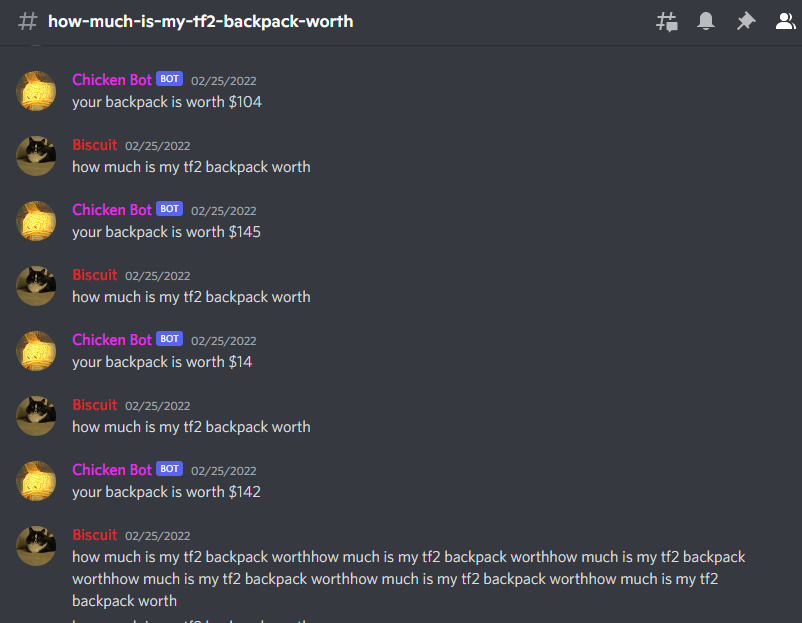 # how-much-is-my-tf2-backpack-worth
Chicken Bot BOT 02/25/2022
your backpack is worth $104
Biscuit 02/25/2022
how much is my tf2 backpack worth
Chicken Bot BOT 02/25/2022
your backpack is worth $145
Biscuit 02/25/2022
how much is my tf2 backpack worth
Chicken Bot BOT 02/25/2022
your backpack is worth $14
Biscuit 02/25/2022
how much is my tf2 backpack worth
Chicken Bot BOT 02/25/2022
your backpack is worth $142
Biscuit 02/25/2022
how much is my tf2 backpack worthhow much is my tf2 backpack worthhow much is my tf2 backpack
worthhow much is my tf2 backpack worthhow much is my tf2 backpack worthhow much is my tf2
backpack worth